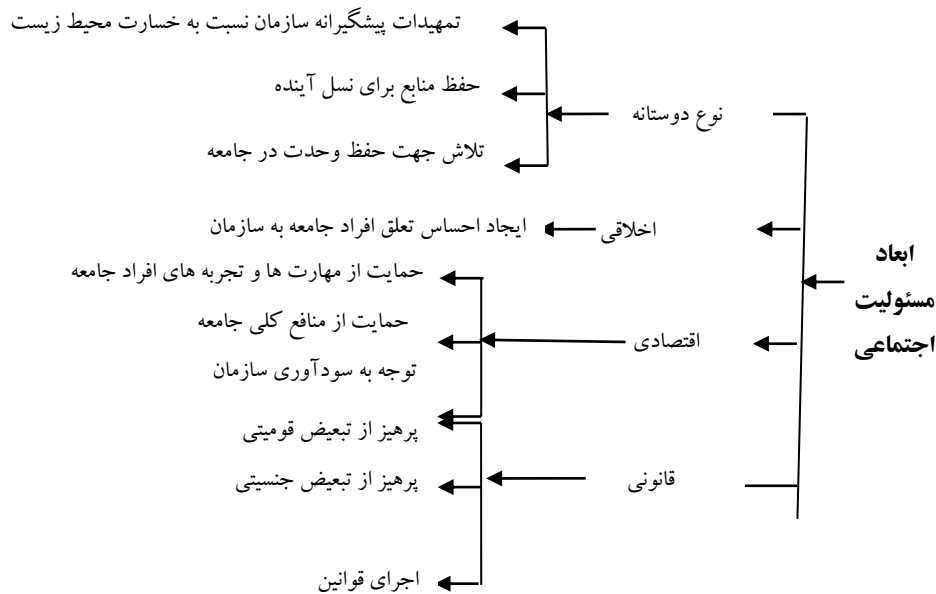 ابعاد
مسئولیت
اجتماعی
نوع دوستانه
تمهیدات پیشگیرانه سازمان نسبت به خسارت محیط زیست
حفظ منابع برای نسل آینده
تلاش جهت حفظ وحدت در جامعه
اخلاقی
ایجاد احساس تعلق افراد جامعه به سازمان
اقتصادی
حمایت از مهارت ها و تجربه های افراد جامعه
حمایت از منافع کلی جامعه
توجه به سودآوری سازمان
قانونی
پرهیز از تبعیض قومیتی
پرهیز از تبعیض جنسیتی
اجرای قوانین